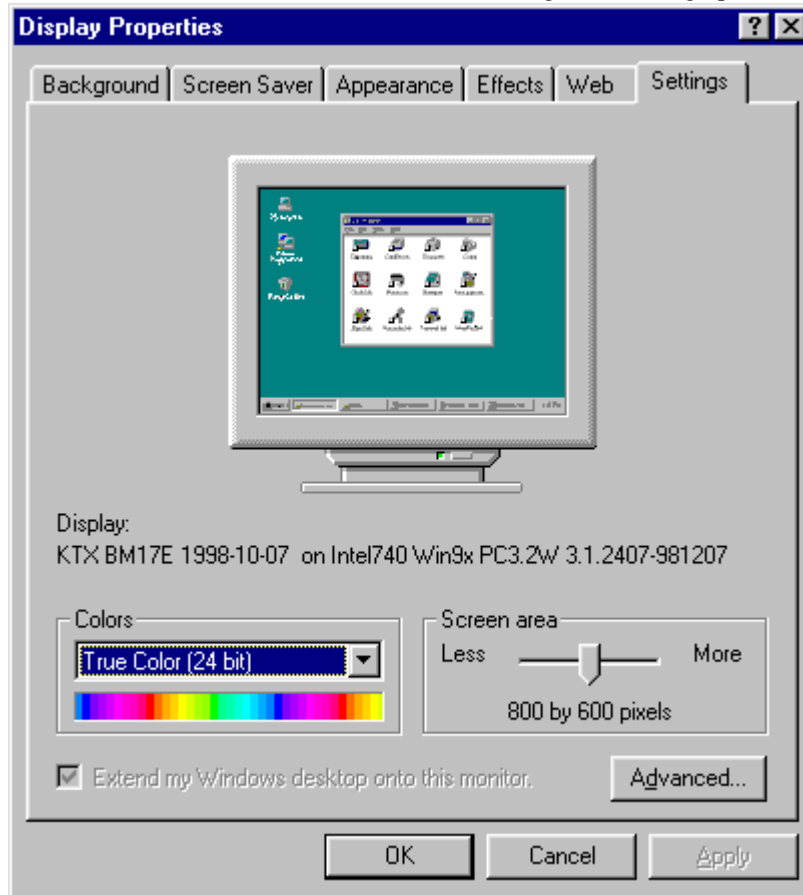 Display Properties
Background Screen Saver Appearance Effects Web Settings
Display:
KTX BM17E 1998-10-07 on Intel740 Win9x PC3.2W 3.1.2407-981207
Colors
True Color (24 bit)
Screen area
Less More
800 by 600 pixels
Extend my Windows desktop onto this monitor.
Advanced...
OK Cancel Apply